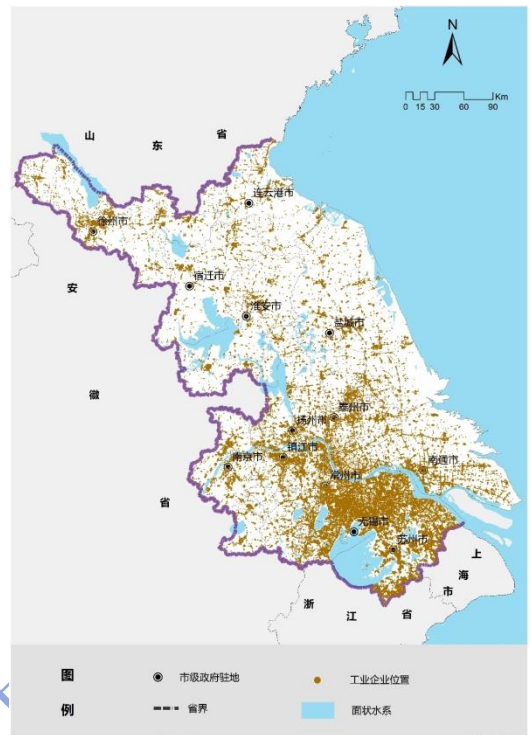 N
Km
0 15 30 60 90
山东省
连云港市
徐州市
宿迁市
安徽省
淮安市
盐城市
扬州市
泰州市
镇江市
南京市
南通市
常州市
无锡市
苏州市
上海市
浙江省
图例
市级政府驻地
工业企业位置
省界
面状水系